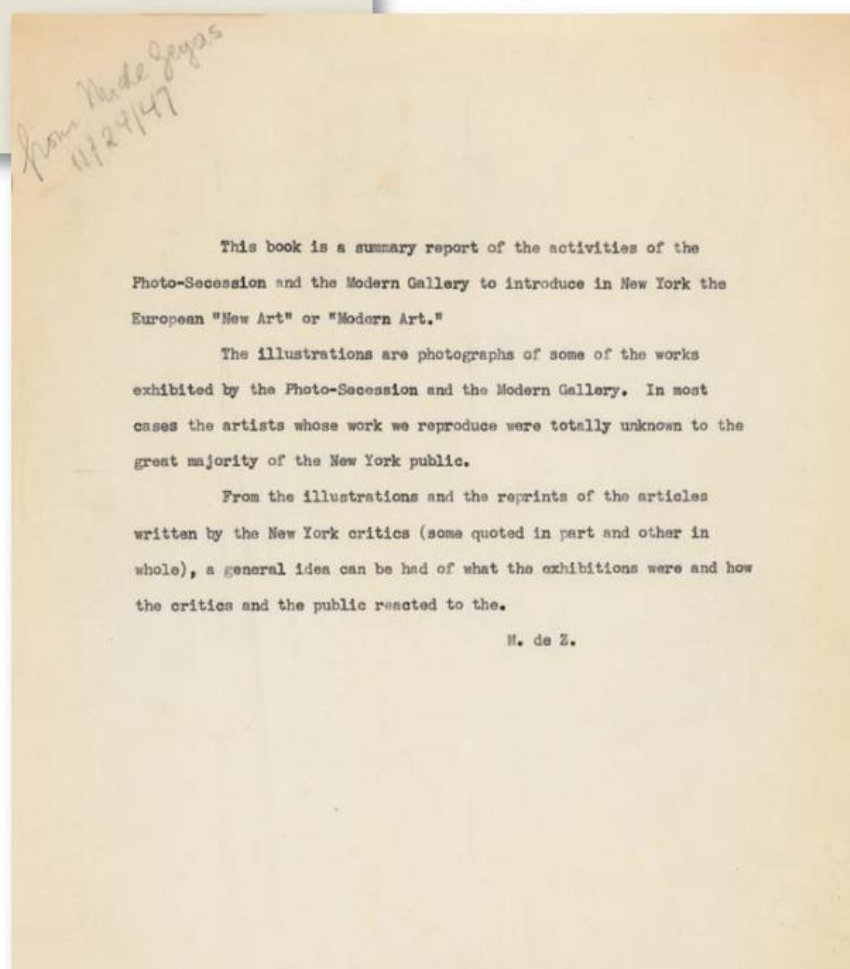 from M. de Zayas
11/24/47
This book is a summary report of the activities of the
Photo-Secession and the Modern Gallery to introduce in New York the
European "New Art" or "Modern Art."
The illustrations are photographs of some of the works
exhibited by the Photo-Secession and the Modern Gallery. In most
cases the artists whose work we reproduce were totally unknown to the
great majority of the New York public.
From the illustrations and the reprints of the articles
written by the New York critics (some quoted in part and other in
whole), a general idea can be had of what the exhibitions were and how
the critics and the public reacted to the.
M. de Z.